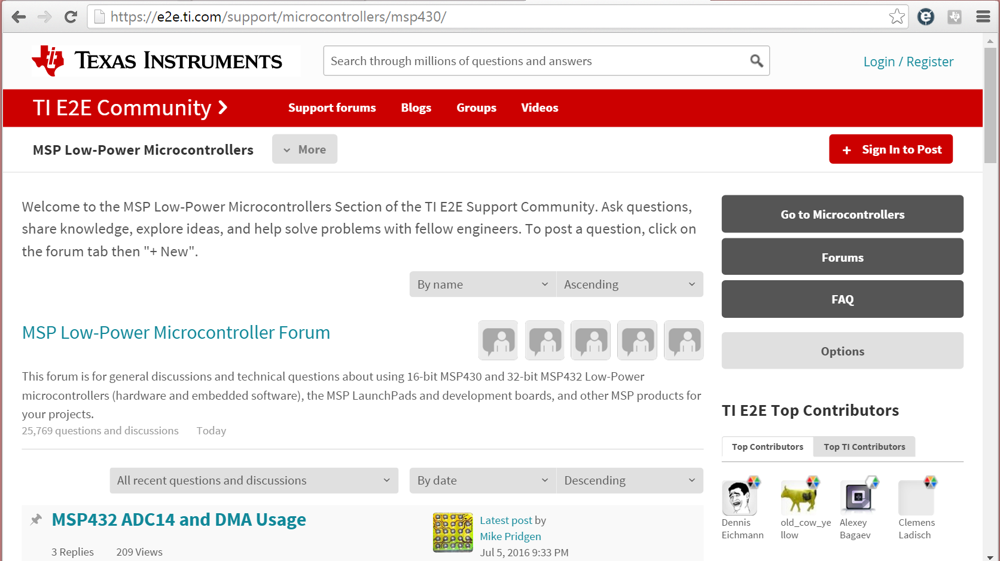 https://e2e.ti.com/support/microcontrollers/msp430/
TEXAS INSTRUMENTS
Search through millions of questions and answers
Login / Register
TI E2E Community
Support forums
Blogs
Groups
Videos
MSP Low-Power Microcontrollers
More
+ Sign In to Post
Welcome to the MSP Low-Power Microcontrollers Section of the TI E2E Support Community. Ask questions,
share knowledge, explore ideas, and help solve problems with fellow engineers. To post a question, click on
the forum tab then "+ New".
Go to Microcontrollers
Forums
FAQ
Options
By name
Ascending
MSP Low-Power Microcontroller Forum
This forum is for general discussions and technical questions about using 16-bit MSP430 and 32-bit MSP432 Low-Power
microcontrollers (hardware and embedded software), the MSP LaunchPads and development boards, and other MSP products for
your projects.
25,769 questions and discussions
Today
TI E2E Top Contributors
Top Contributors
Top TI Contributors
Dennis
Eichmann
old_cow_ye
llow
Alexey
Bagaev
Clemens
Ladisch
All recent questions and discussions
By date
Descending
MSP432 ADC14 and DMA Usage
3 Replies
209 Views
Latest post by
Mike Pridgen
Jul 5, 2016 9:33 PM